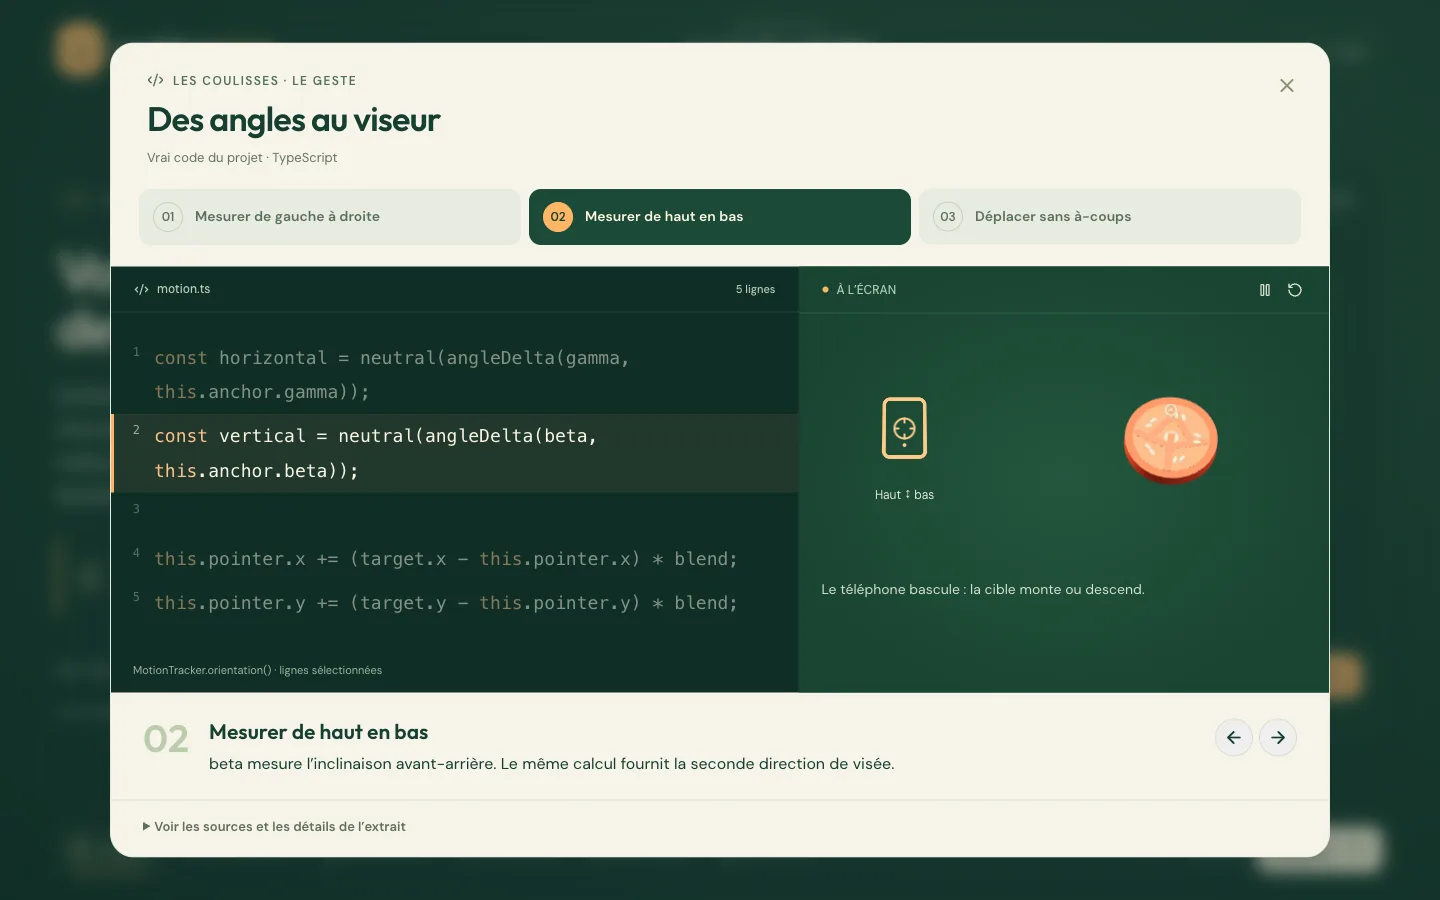 </> LES COULISSES · LE GESTE
Des angles au viseur
Vrai code du projet · TypeScript
01 Mesurer de gauche à droite
02 Mesurer de haut en bas
03 Déplacer sans à-coups
</> motion.ts
5 lignes
1 const horizontal = neutral(angleDelta(gamma,
this.anchor.gamma));
2 const vertical = neutral(angleDelta(beta,
this.anchor.beta));
3
4 this.pointer.x += (target.x − this.pointer.x) * blend;
5 this.pointer.y += (target.y − this.pointer.y) * blend;
MotionTracker.orientation() · lignes sélectionnées
À L’ÉCRAN
Haut ↕ bas
Le téléphone bascule : la cible monte ou descend.
02 Mesurer de haut en bas
beta mesure l’inclinaison avant-arrière. Le même calcul fournit la seconde direction de visée.
Voir les sources et les détails de l’extrait